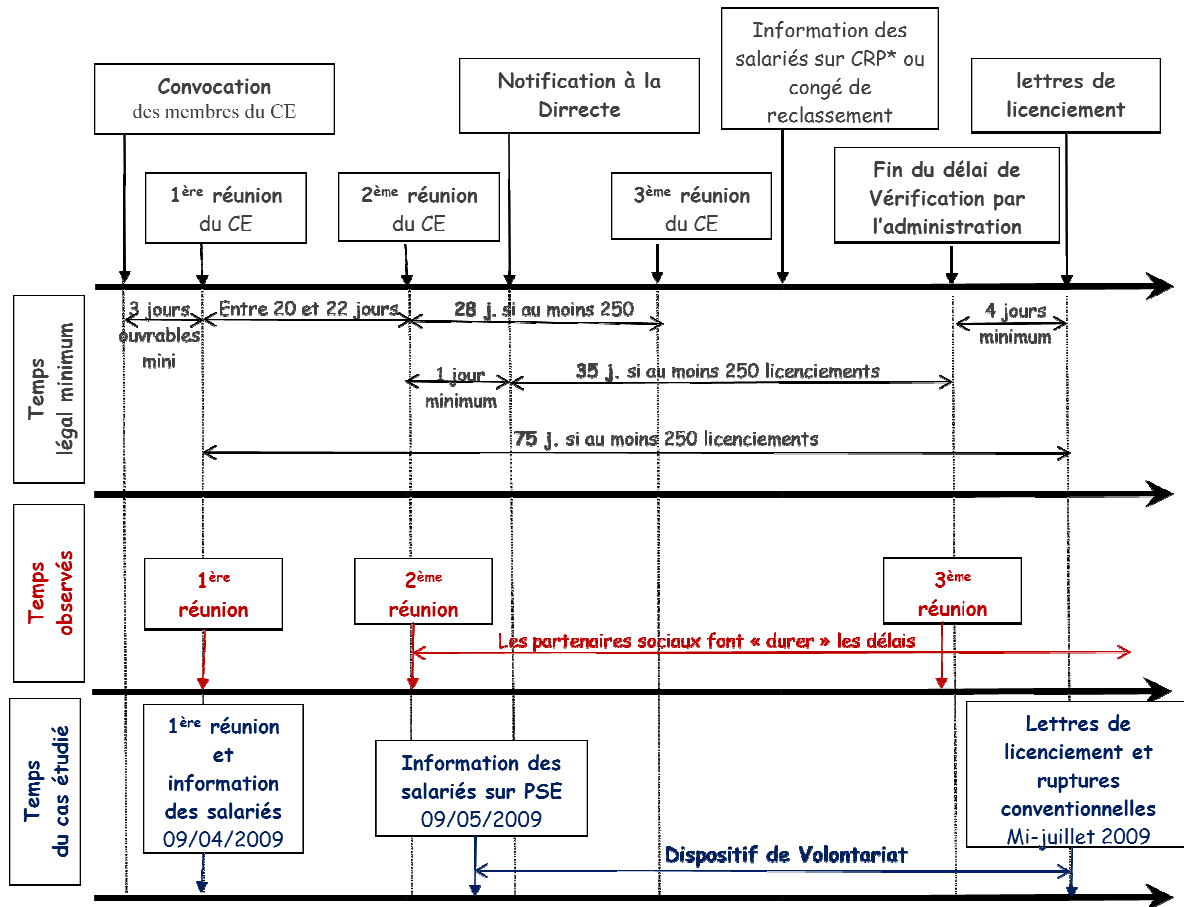 Convocation
des membres du CE
Notification à la
Dirrecte
Information des
salariés sur CRP* ou
congé de
reclassement
lettres de
licenciement
1ère réunion
du CE
2ème réunion
du CE
3ème réunion
du CE
Fin du délai de
Vérification par
l'administration
Temps
légal minimum
3 jours
ouvrables
mini
Entre 20 et 22 jours
28 j. si au moins 250
4 jours
minimum
1 jour
minimum
35 j. si au moins 250 licenciements
75 j. si au moins 250 licenciements
Temps
observés
1ère
réunion
2ème
réunion
3ème
réunion
Les partenaires sociaux font « durer » les délais
Temps
du cas étudié
1ère réunion
et
information
des salariés
09/04/2009
Information des
salariés sur PSE
09/05/2009
Lettres de
licenciement et
ruptures
conventionnelles
Mi-juillet 2009
Dispositif de Volontariat